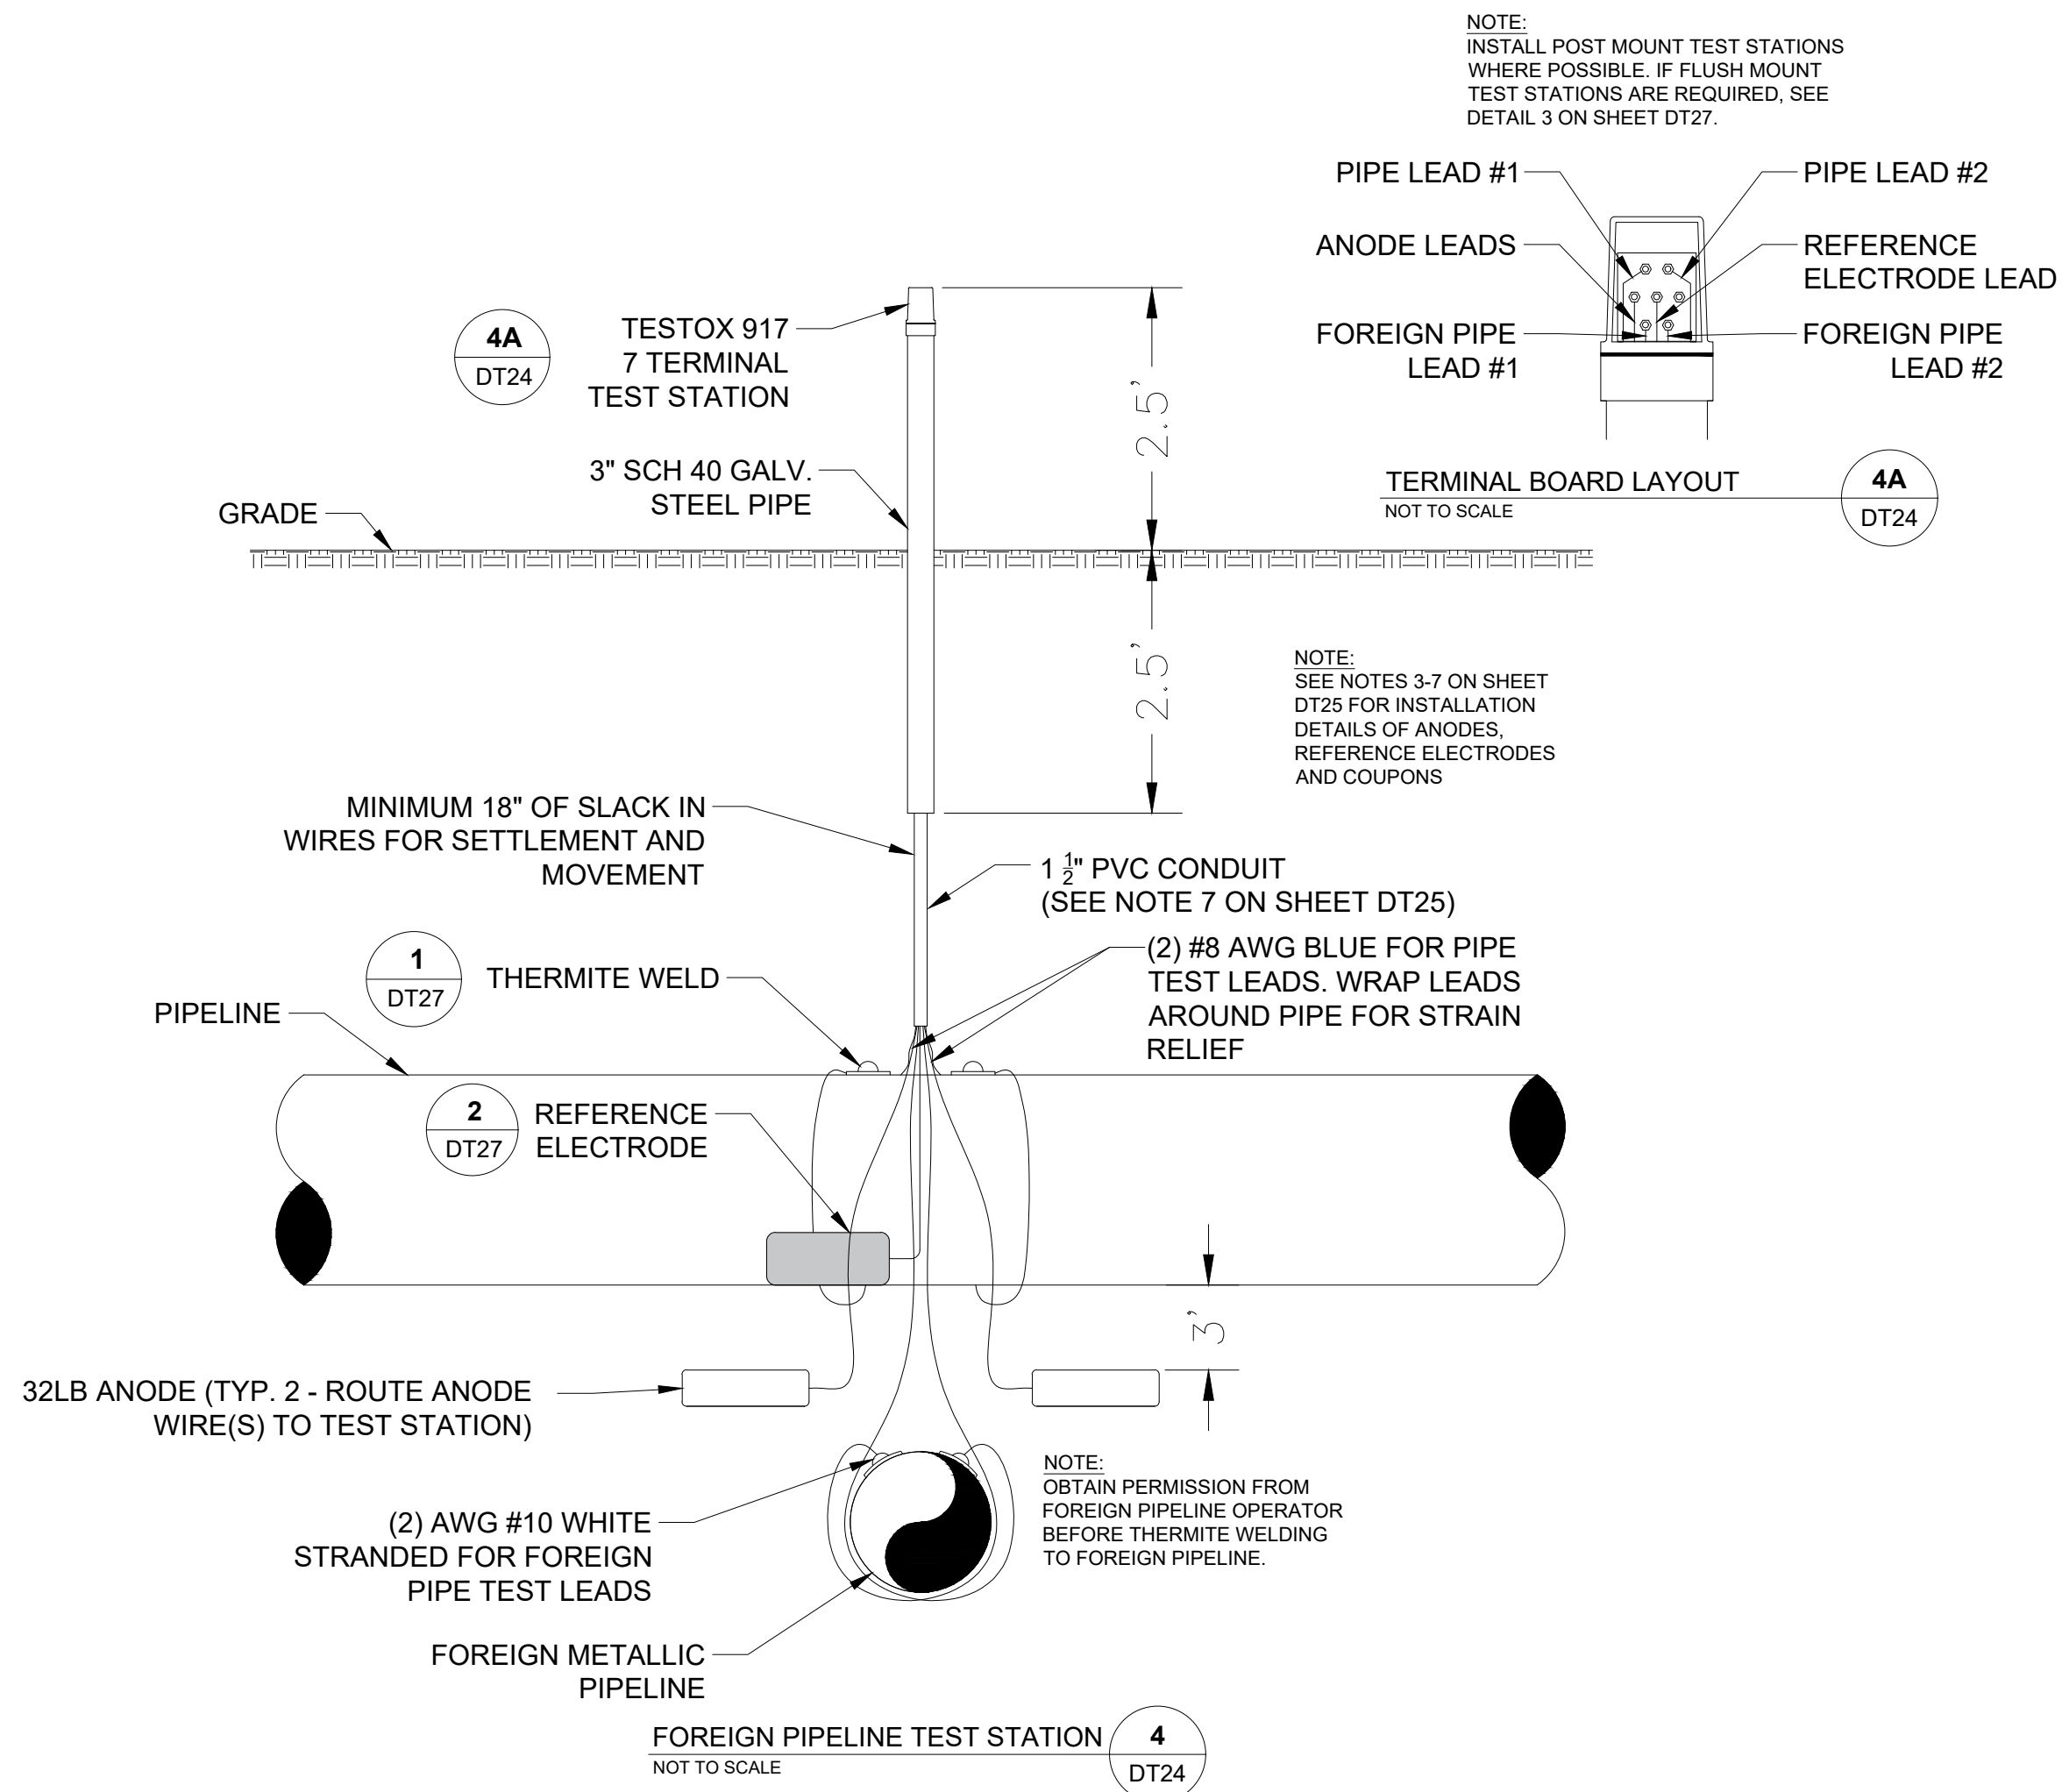 NOTE:
INSTALL POST MOUNT TEST STATIONS
WHERE POSSIBLE. IF FLUSH MOUNT
TEST STATIONS ARE REQUIRED, SEE
DETAIL 3 ON SHEET DT27.
PIPE LEAD #1
PIPE LEAD #2
ANODE LEADS
REFERENCE
ELECTRODE LEAD
FOREIGN PIPE
LEAD #1
FOREIGN PIPE
LEAD #2
TERMINAL BOARD LAYOUT
NOT TO SCALE
4A
DT24
4A
DT24
TESTOX 917
7 TERMINAL
TEST STATION
2.5'
3" SCH 40 GALV.
STEEL PIPE
GRADE
2.5'
NOTE:
SEE NOTES 3-7 ON SHEET
DT25 FOR INSTALLATION
DETAILS OF ANODES,
REFERENCE ELECTRODES
AND COUPONS
MINIMUM 18" OF SLACK IN
WIRES FOR SETTLEMENT AND
MOVEMENT
1 1/2" PVC CONDUIT
(SEE NOTE 7 ON SHEET DT25)
1
DT27
THERMITE WELD
(2) #8 AWG BLUE FOR PIPE
TEST LEADS. WRAP LEADS
AROUND PIPE FOR STRAIN
RELIEF
PIPELINE
2
DT27
REFERENCE
ELECTRODE
3'
32LB ANODE (TYP. 2 - ROUTE ANODE
WIRE(S) TO TEST STATION)
NOTE:
OBTAIN PERMISSION FROM
FOREIGN PIPELINE OPERATOR
BEFORE THERMITE WELDING
TO FOREIGN PIPELINE.
(2) AWG #10 WHITE
STRANDED FOR FOREIGN
PIPE TEST LEADS
FOREIGN METALLIC
PIPELINE
FOREIGN PIPELINE TEST STATION
NOT TO SCALE
4
DT24